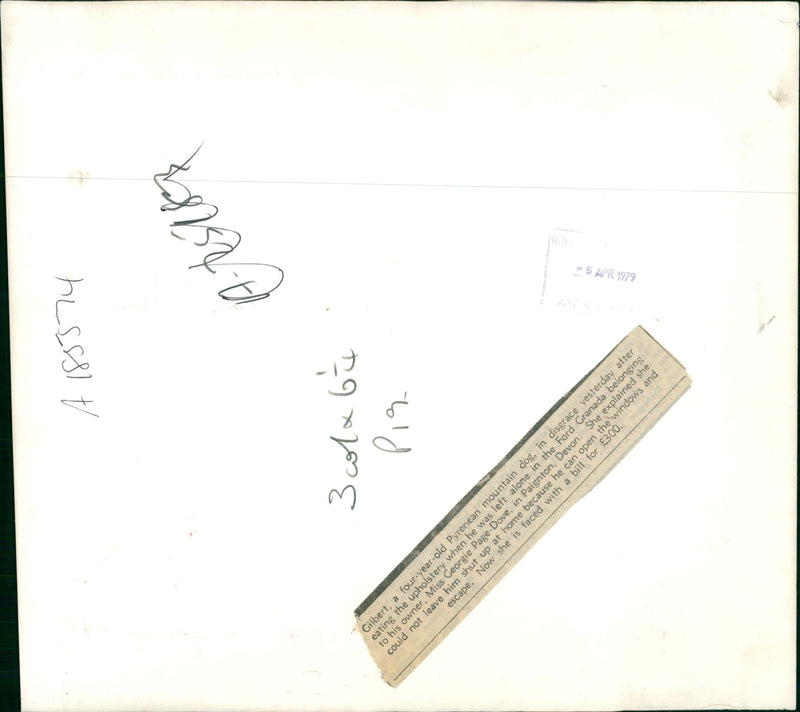 A 185574
3 cols x 6¼
P 19
5 APR 1979
Gilbert, a four-year-old Pyrenean mountain dog, in disgrace yesterday after
eating the upholstery when he was left alone in the Ford Granada belonging
to his owner, Miss Georgie Page-Dove, in Paignton, Devon. She explained she
could not leave him shut up at home because he can open the windows and
escape. Now she is faced with a bill for £300.